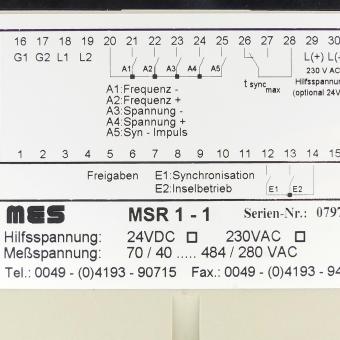 16 17 18 19 20 21 22 23 24 25 26 27 28 29 30
G1 G2 L1 L2 A1 A2 A3 A4 A5 t sync max L(+) L(-
230 V AC
A1:Frequenz - Hilfsspannung
A2:Frequenz + (optional 24V
A3:Spannung -
A4:Spannung +
A5:Syn - Impuls
1 2 3 4 5 6 7 8 9 10 11 12 13 14 15
Freigaben E1:Synchronisation
E2:Inselbetrieb E1 E2
MES MSR 1 - 1 Serien-Nr.: 0797
Hilfsspannung: 24VDC 230VAC
Meßspannung: 70 / 40 ..... 484 / 280 VAC
Tel.: 0049 - (0)4193 - 90715 Fax.: 0049 - (0)4193 - 94